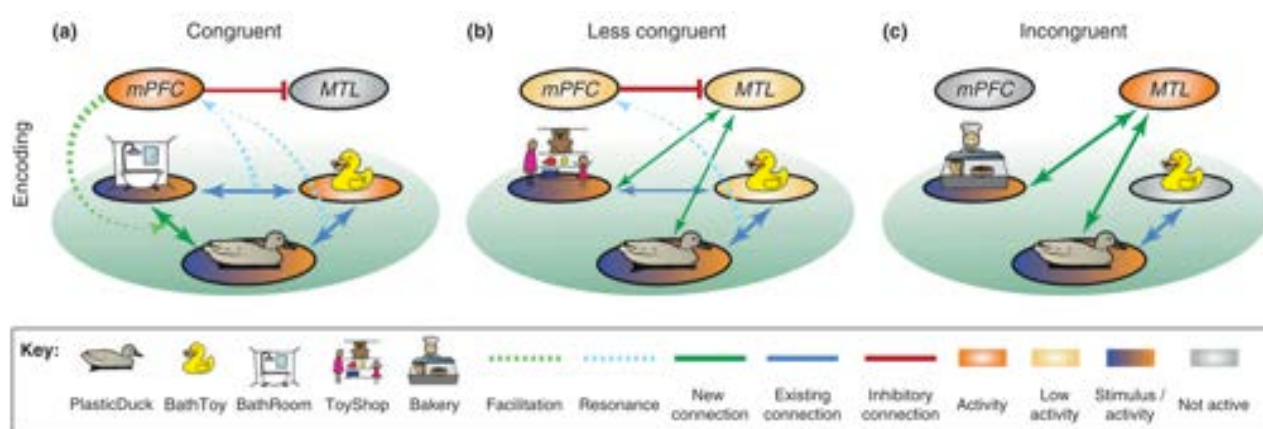 (a) Congruent
(b) Less congruent
(c) Incongruent
Encoding
mPFC MTL
mPFC MTL
mPFC MTL
Key:
PlasticDuck BathToy BathRoom ToyShop Bakery Facilitation Resonance New connection Existing connection Inhibitory connection Activity Low activity Stimulus / activity Not active